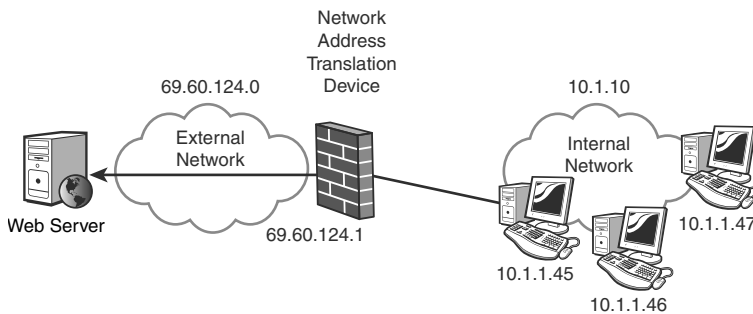 Network
Address
Translation
Device
69.60.124.0
10.1.10
External
Network
Internal
Network
Web Server
69.60.124.1
10.1.1.45
10.1.1.46
10.1.1.47